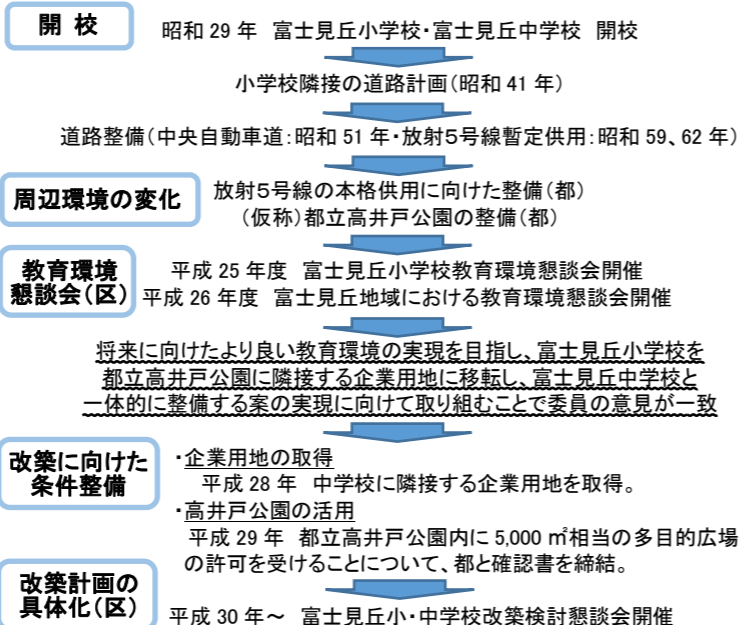 開 校
昭和 29 年 富士見丘小学校・富士見丘中学校 開校
小学校隣接の道路計画(昭和 41 年)
道路整備(中央自動車道:昭和 51 年・放射5号線暫定供用:昭和 59、62 年)
周辺環境の変化
放射5号線の本格供用に向けた整備(都)
(仮称)都立高井戸公園の整備(都)
教育環境
懇談会(区)
平成 25 年度 富士見丘小学校教育環境懇談会開催
平成 26 年度 富士見丘地域における教育環境懇談会開催
将来に向けたより良い教育環境の実現を目指し、富士見丘小学校を
都立高井戸公園に隣接する企業用地に移転し、富士見丘中学校と
一体的に整備する案の実現に向けて取り組むことで委員の意見が一致
改築に向けた
条件整備
・企業用地の取得
平成 28 年 中学校に隣接する企業用地を取得。
・高井戸公園の活用
平成 29 年 都立高井戸公園内に 5,000 ㎡相当の多目的広場
の許可を受けることについて、都と確認書を締結。
改築計画の
具体化(区)
平成 30 年~ 富士見丘小・中学校改築検討懇談会開催